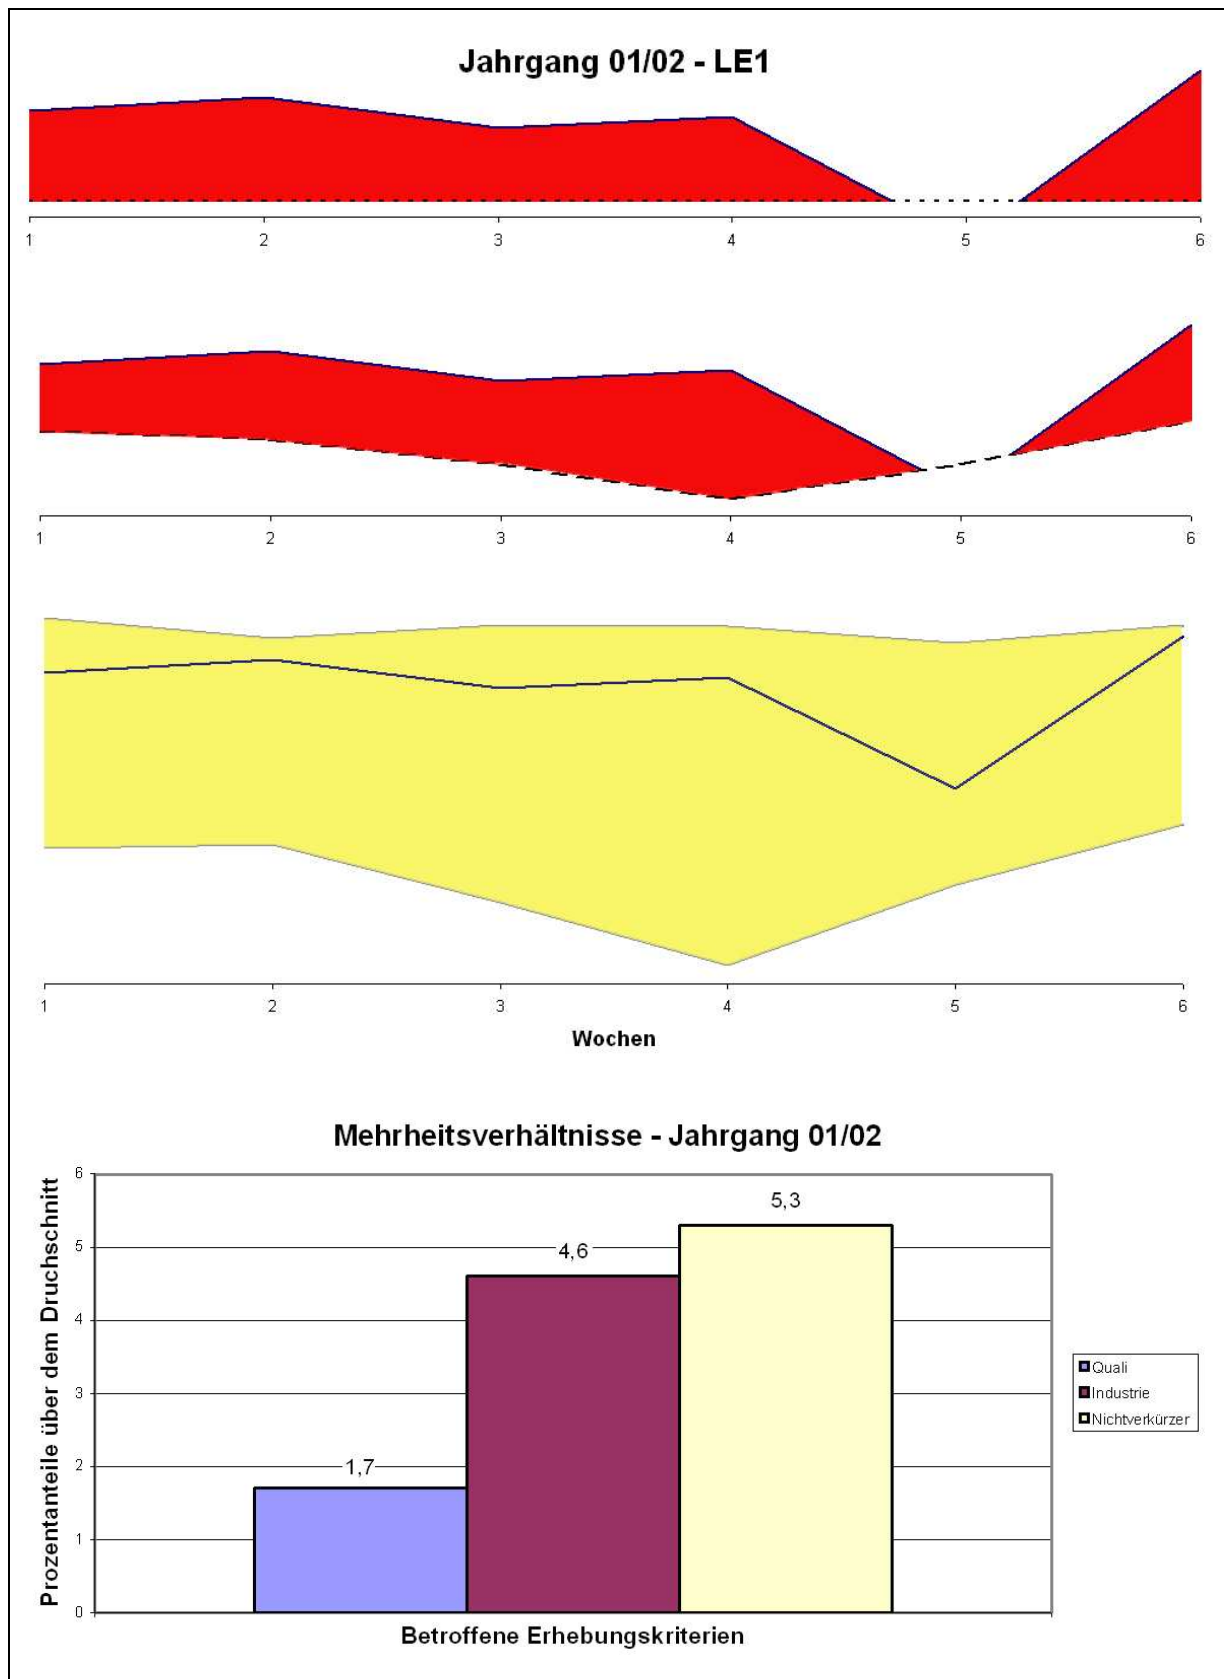 Jahrgang 01/02 - LE1
1 2 3 4 5 6
1 2 3 4 5 6
1 2 3 4 5 6
Wochen
Mehrheitsverhältnisse - Jahrgang 01/02
Prozentanteile über dem Druchschnitt
6
5
4
3
2
1
0
1,7
4,6
5,3
Quali
Industrie
Nichtverkürzer
Betroffene Erhebungskriterien